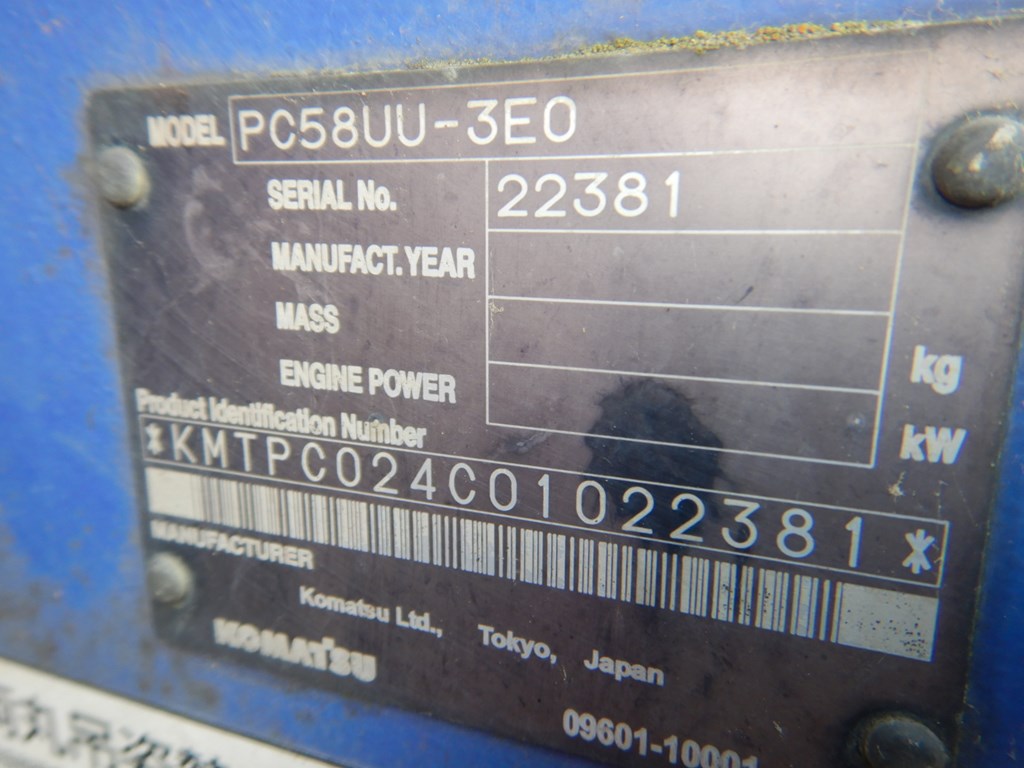 MODEL PC58UU-3E0
SERIAL No. 22381
MANUFACT. YEAR
MASS kg
ENGINE POWER kW
Product Identification Number
*KMTPC024C01022381*
MANUFACTURER
Komatsu Ltd., Tokyo, Japan
KOMATSU
09601-10001